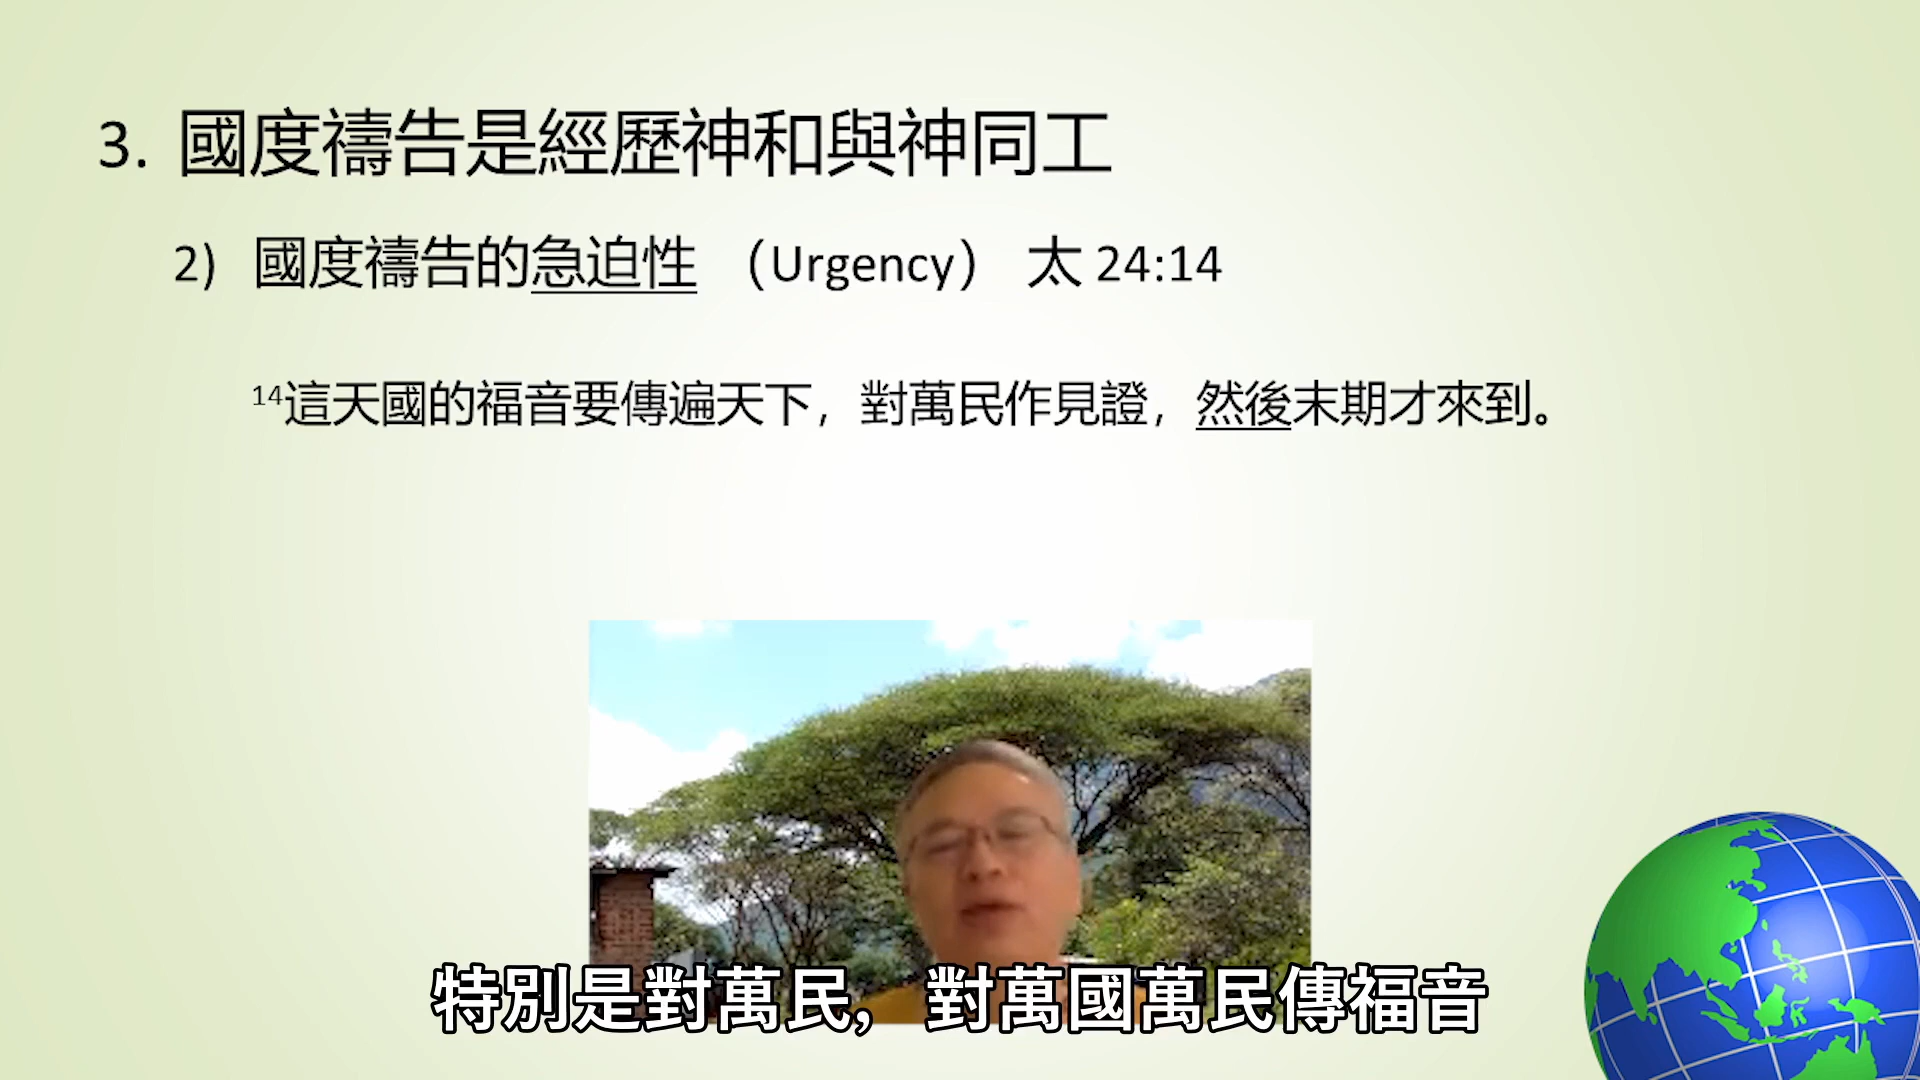 3. 國度禱告是經歷神和與神同工
2) 國度禱告的急迫性 （Urgency） 太 24:14
14這天國的福音要傳遍天下，對萬民作見證，然後末期才來到。
特別是對萬民，對萬國萬民傳福音